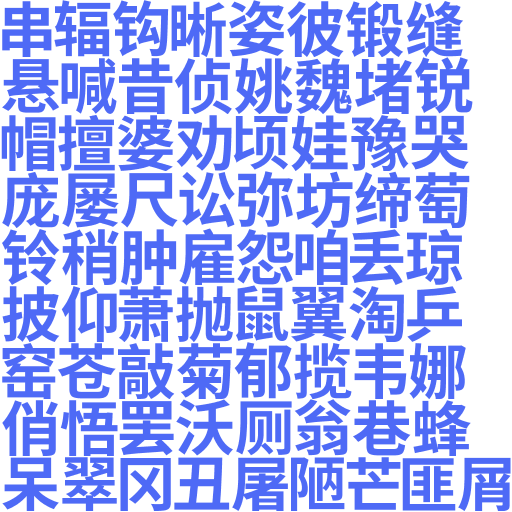 串辐钩晰姿彼锻缝
悬喊昔侦姚魏堵锐
帽擅婆劝顷娃豫哭
庞屡尺讼弥坊缔萄
铃稍肿雇怨咱丢琼
披仰萧抛鼠翼淘乒
窑苍敲菊郁揽韦娜
俏悟罢沃厕翁巷蜂
呆翠冈丑屠陋芒匪屑